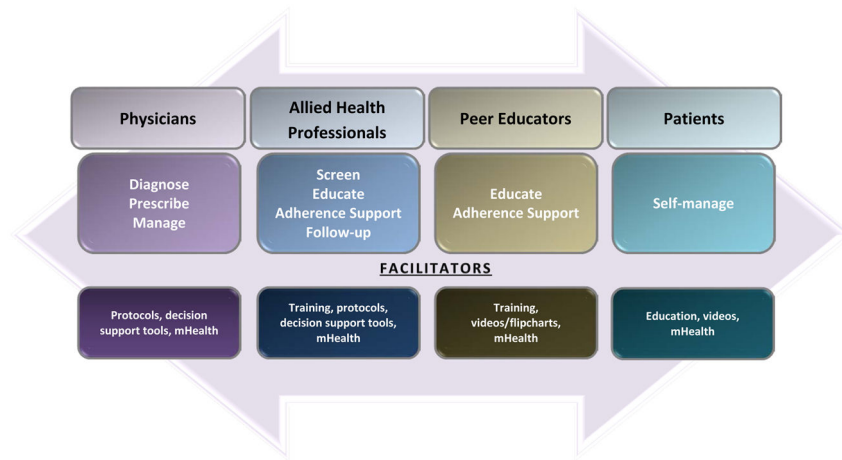 Physicians
Allied Health
Professionals
Peer Educators
Patients
Diagnose
Prescribe
Manage
Screen
Educate
Adherence Support
Follow-up
Educate
Adherence Support
Self-manage
FACILITATORS
Protocols, decision
support tools, mHealth
Training, protocols,
decision support tools,
mHealth
Training,
videos/flipcharts,
mHealth
Education, videos,
mHealth